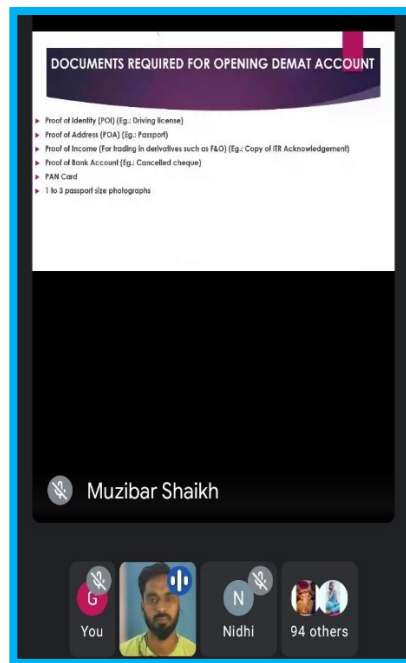 DOCUMENTS REQUIRED FOR OPENING DEMAT ACCOUNT
Proof of Identity (POI) (Eg.: Driving license)
Proof of Address (POA) (Eg.: Passport)
Proof of Income (For trading in derivatives such as F&O) (Eg.: Copy of ITR Acknowledgement)
Proof of Bank Account (Eg.: Cancelled cheque)
PAN Card
1 to 3 passport size photographs
Muzibar Shaikh
G
N
You
Nidhi
94 others